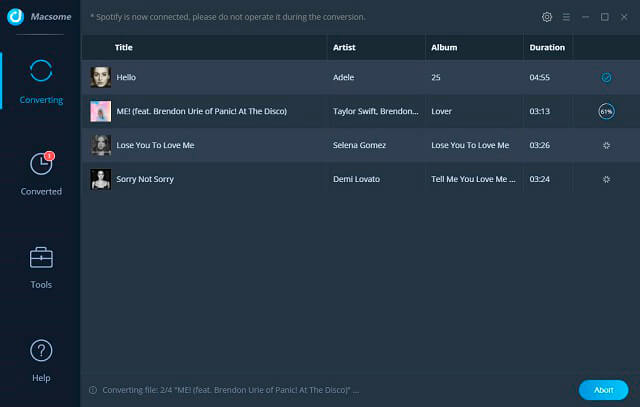 Macsome
* Spotify is now connected, please do not operate it during the conversion.
Title Artist Album Duration
Hello Adele 25 04:55
ME! (feat. Brendon Urie of Panic! At The Disco) Taylor Swift, Brendon... Lover 03:13 61%
Lose You To Love Me Selena Gomez Lose You To Love Me 03:26
Sorry Not Sorry Demi Lovato Tell Me You Love Me ... 03:24
Converting
1
Converted
Tools
Help
Converting file: 2/4 "ME! (feat. Brendon Urie of Panic! At The Disco)" ...
Abort